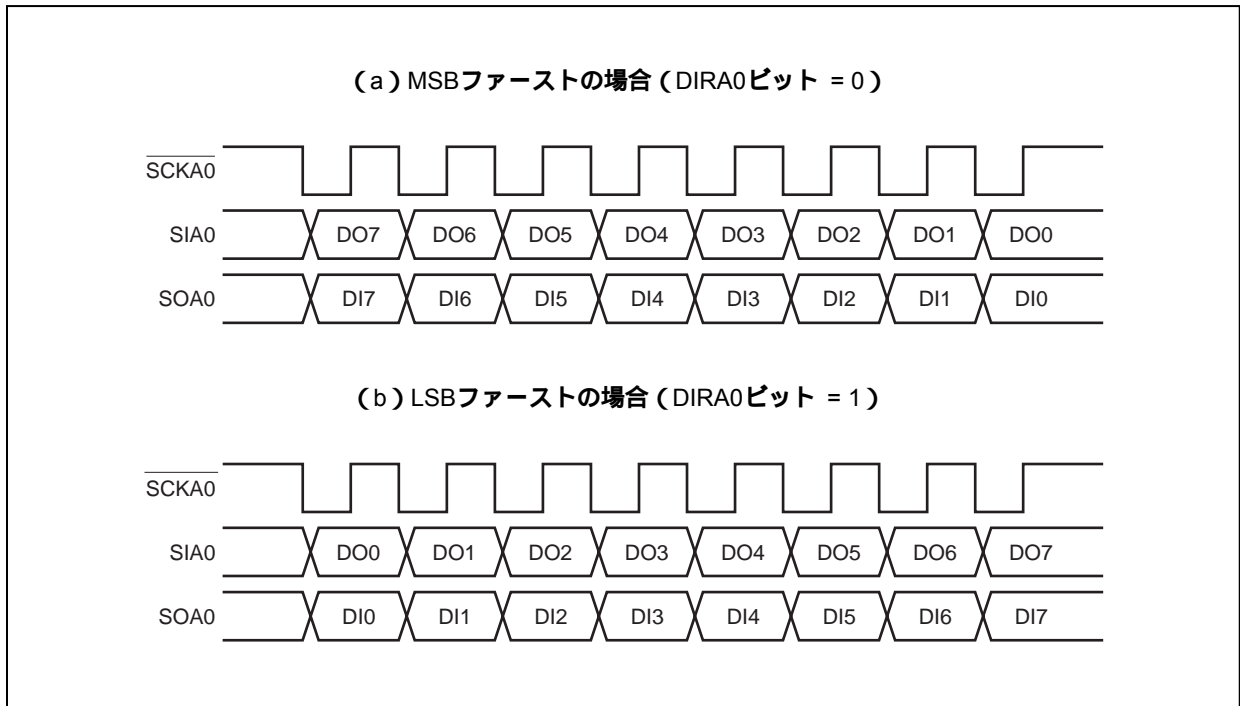 (a)MSBファーストの場合(DIRA0ビット = 0)
SCKA0
SIA0 DO7 DO6 DO5 DO4 DO3 DO2 DO1 DO0
SOA0 DI7 DI6 DI5 DI4 DI3 DI2 DI1 DI0
(b)LSBファーストの場合(DIRA0ビット = 1)
SCKA0
SIA0 DO0 DO1 DO2 DO3 DO4 DO5 DO6 DO7
SOA0 DI0 DI1 DI2 DI3 DI4 DI5 DI6 DI7